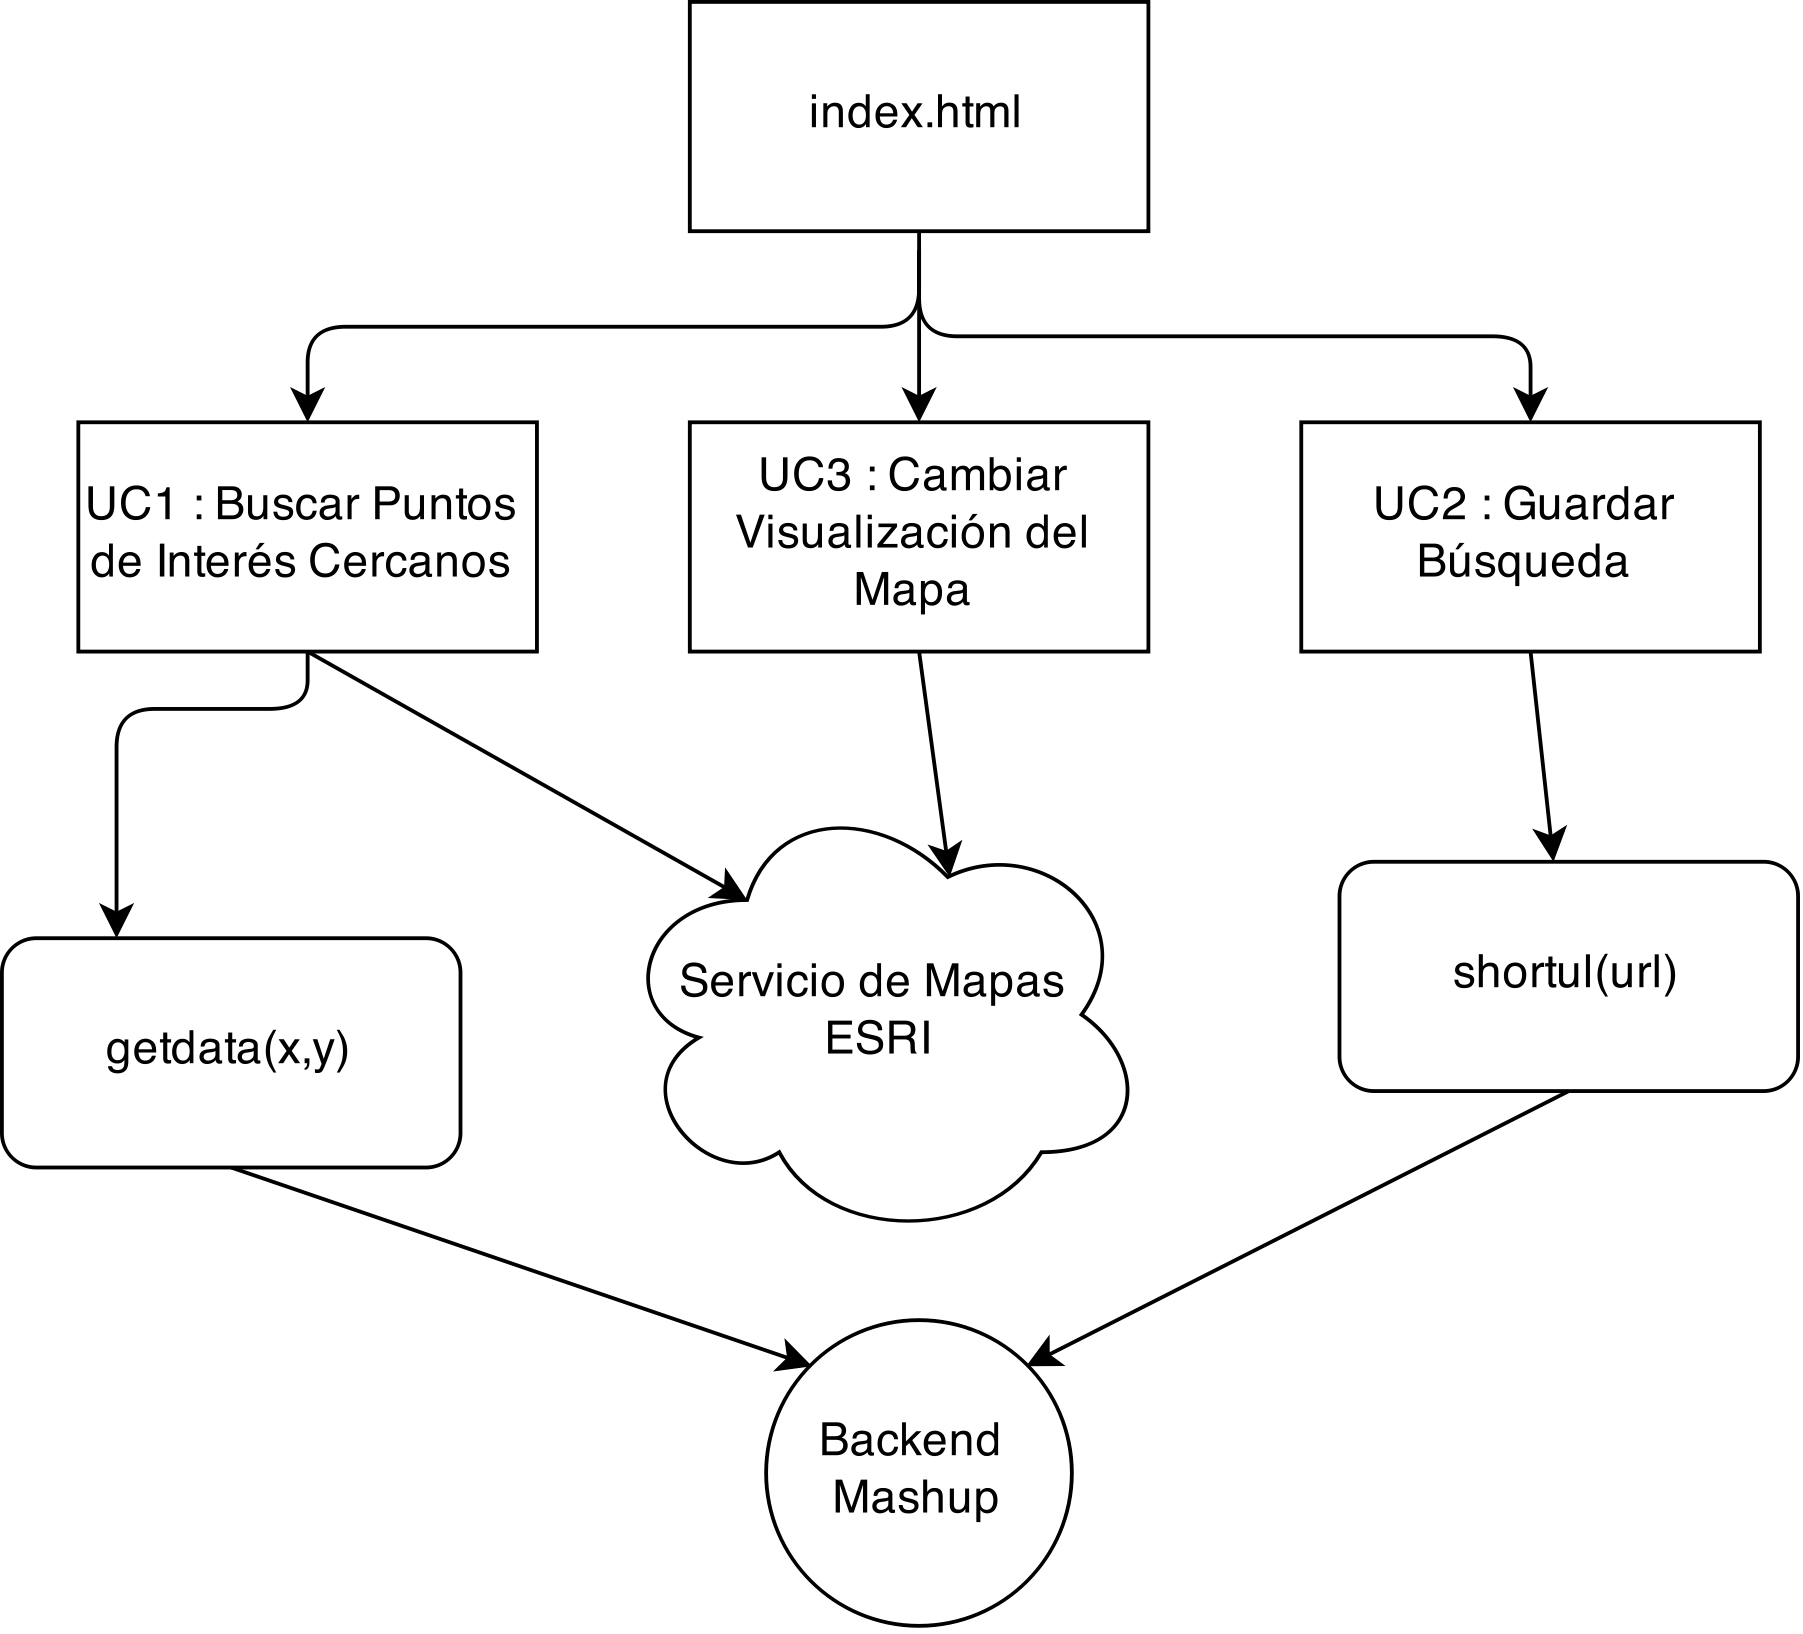 index.html
UC1 : Buscar Puntos
de Interés Cercanos
UC3 : Cambiar
Visualización del
Mapa
UC2 : Guardar
Búsqueda
getdata(x,y)
Servicio de Mapas
ESRI
shortul(url)
Backend
Mashup